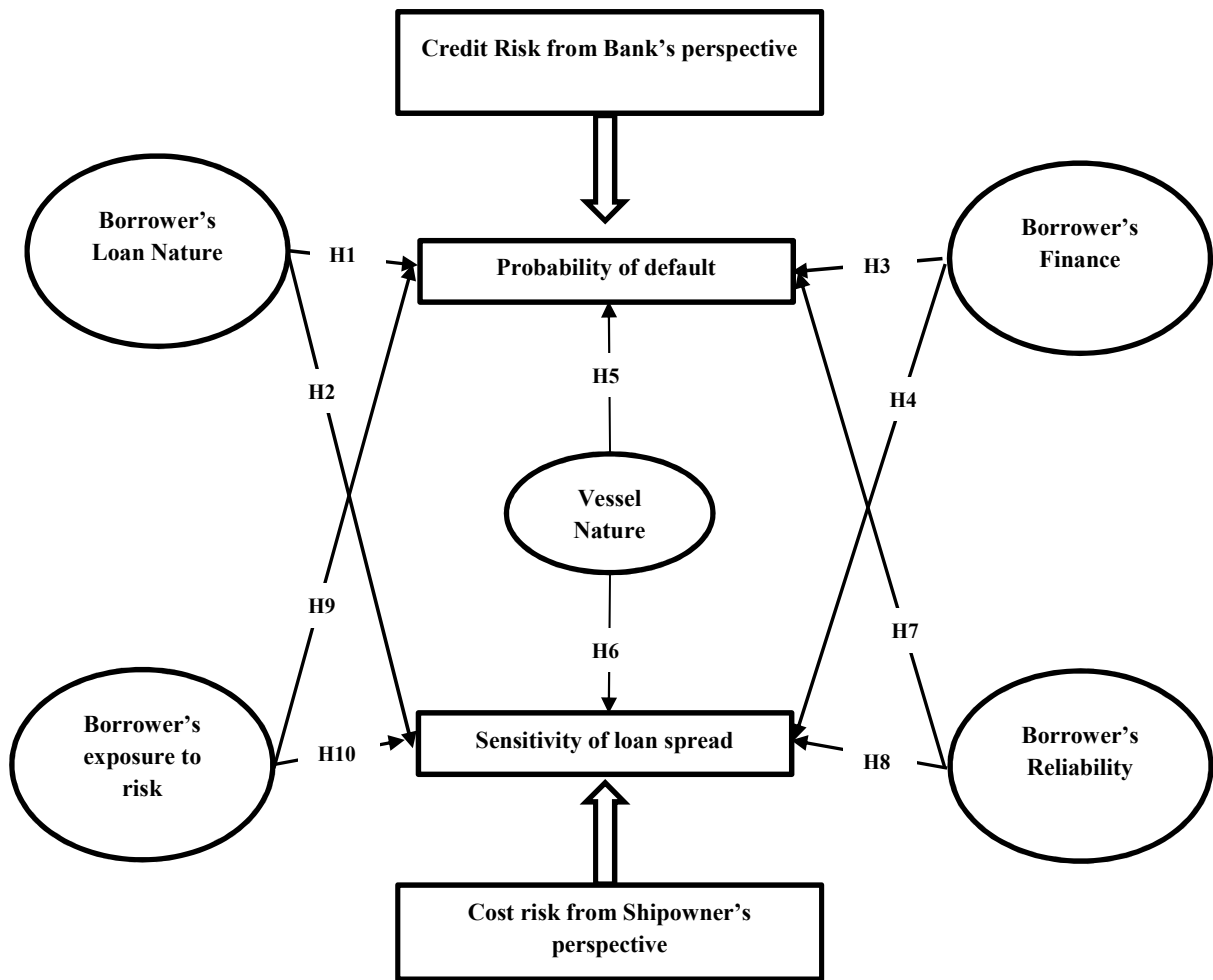 Credit Risk from Bank's perspective
Borrower's
Loan Nature
Borrower's
Finance
H1
Probability of default
H3
H5
H2
H4
Vessel
Nature
H9
H7
H6
Borrower's
exposure to
risk
H10
Sensitivity of loan spread
H8
Borrower's
Reliability
Cost risk from Shipowner's
perspective